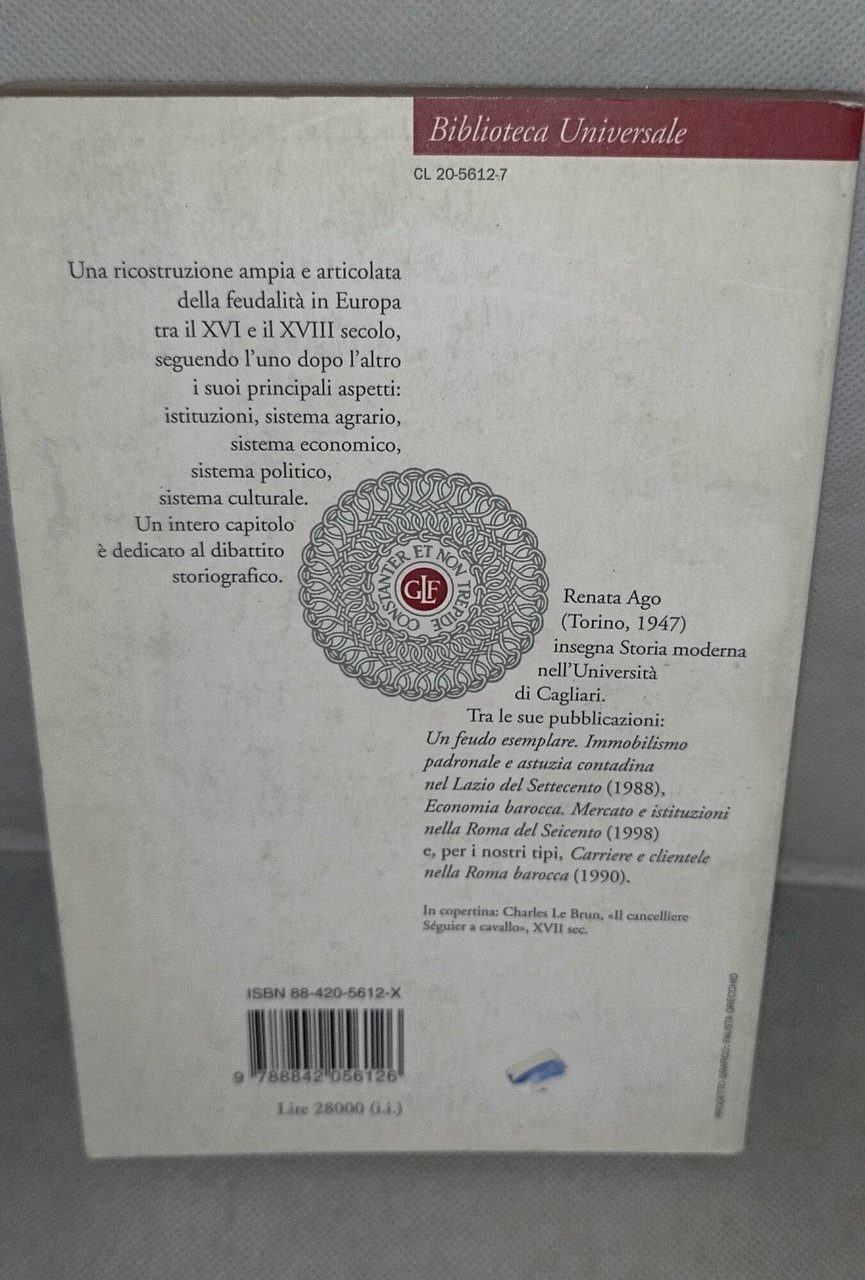 Biblioteca Universale
CL 20-5612-7
Una ricostruzione ampia e articolata
della feudalità in Europa
tra il XVI e il XVIII secolo,
seguendo l'uno dopo l'altro
i suoi principali aspetti:
istituzioni, sistema agrario,
sistema economico,
sistema politico,
sistema culturale.
Un intero capitolo
è dedicato al dibattito
storiografico.
CONSTANTER ET NON TREPIDE
GLF
Renata Ago
(Torino, 1947)
insegna Storia moderna
nell'Università
di Cagliari.
Tra le sue pubblicazioni:
Un feudo esemplare. Immobilismo
padronale e astuzia contadina
nel Lazio del Settecento (1988),
Economia barocca. Mercato e istituzioni
nella Roma del Seicento (1998)
e, per i nostri tipi, Carriere e clientele
nella Roma barocca (1990).
In copertina: Charles Le Brun, «Il cancelliere
Séguier a cavallo», XVII sec.
ISBN 88-420-5612-X
9 788842 056126
Lire 28000 (i.i.)
PROGETTO GRAFICO: FAUSTA ORECCHIO